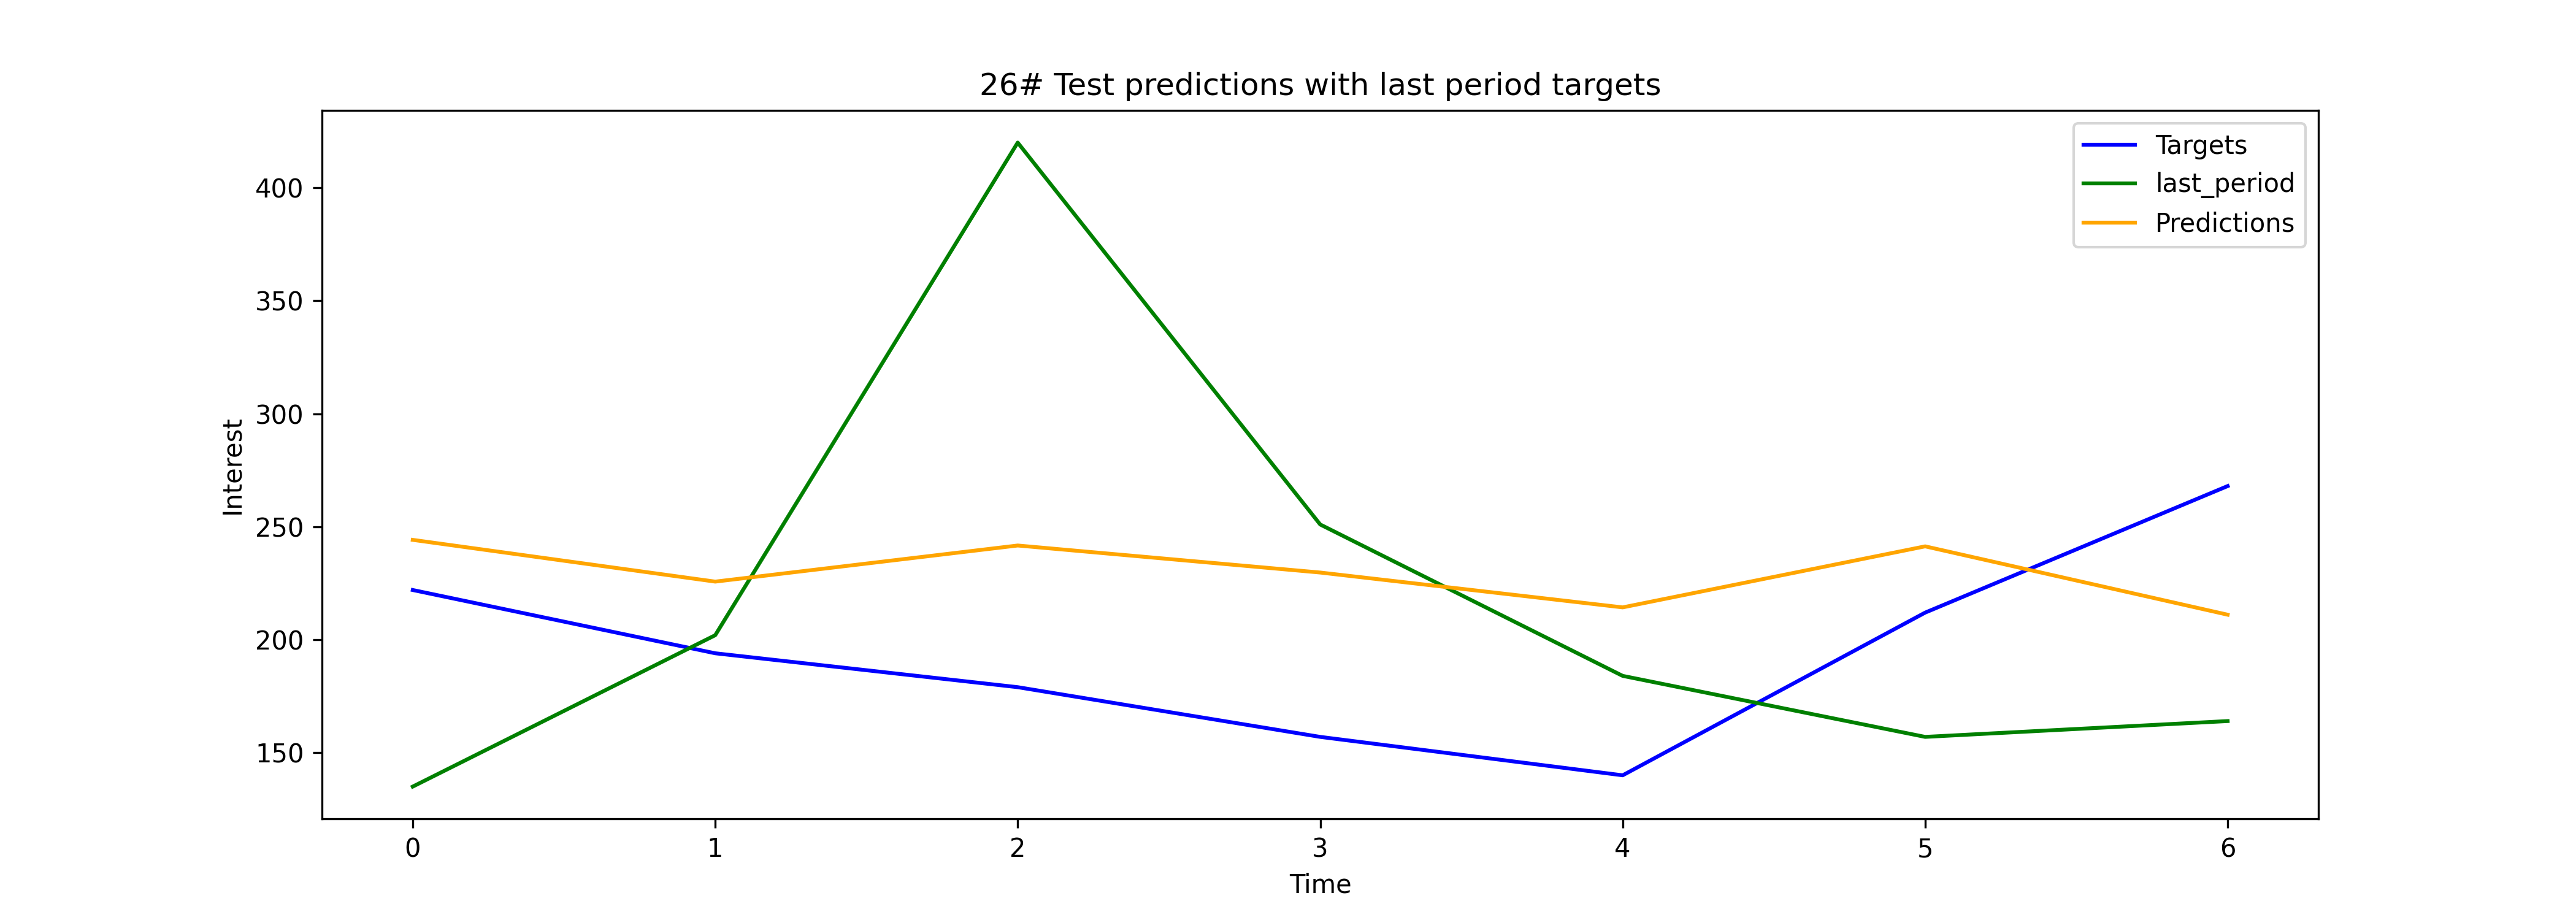 26# Test predictions with last period targets
Targets
last_period
Predictions
400
350
300
250
200
150
Interest
0 1 2 3 4 5 6
Time